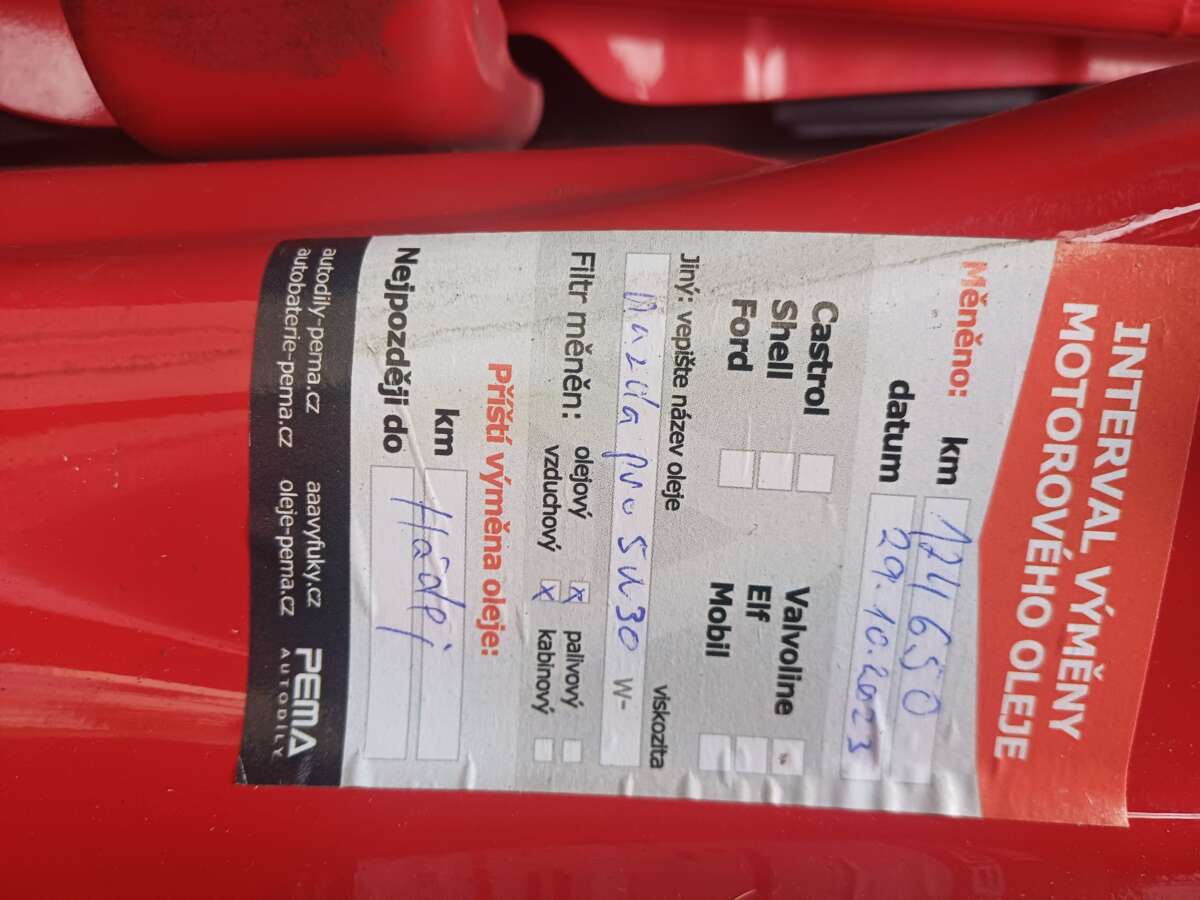 INTERVAL VÝMĚNY
MOTOROVÉHO OLEJE
Měněno: km 174 650
datum 29.10.2023
Castrol Valvoline
Shell Elf
Ford Mobil
Jiný: vepište název oleje viskozita
Mazda pro 5W30 W-
Filtr měněn: olejový x palivový
vzduchový x kabinový
Příští výměna oleje:
km
Nejpozději do Hádej
autodily-pema.cz aaavyfuky.cz
autobaterie-pema.cz oleje-pema.cz
PEMA
AUTODÍLY